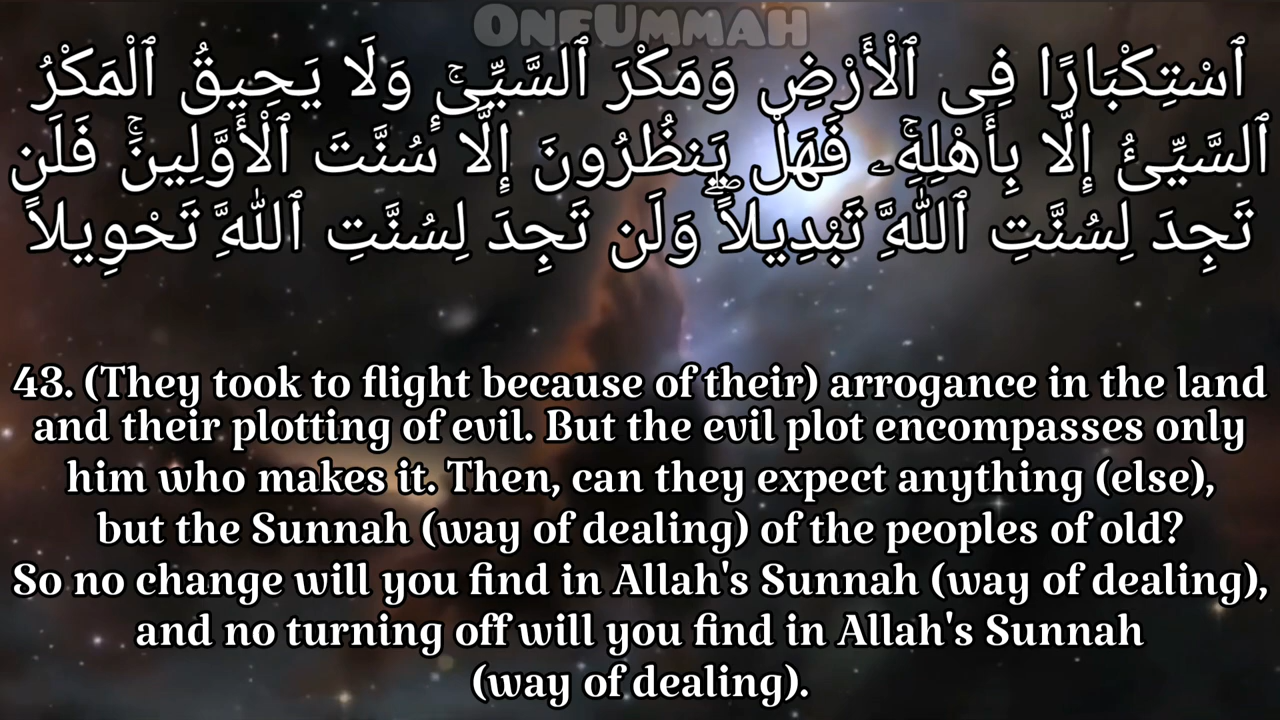 OneUmmah
ٱسْتِكْبَارًا فِى ٱلْأَرْضِ وَمَكْرَ ٱلسَّيِّئِ ۚ وَلَا يَحِيقُ ٱلْمَكْرُ
ٱلسَّيِّئُ إِلَّا بِأَهْلِهِۦ ۚ فَهَلْ يَنظُرُونَ إِلَّا سُنَّتَ ٱلْأَوَّلِينَ ۚ فَلَن
تَجِدَ لِسُنَّتِ ٱللَّهِ تَبْدِيلًا ۖ وَلَن تَجِدَ لِسُنَّتِ ٱللَّهِ تَحْوِيلًا
43. (They took to flight because of their) arrogance in the land
and their plotting of evil. But the evil plot encompasses only
him who makes it. Then, can they expect anything (else),
but the Sunnah (way of dealing) of the peoples of old?
So no change will you find in Allah's Sunnah (way of dealing),
and no turning off will you find in Allah's Sunnah
(way of dealing).